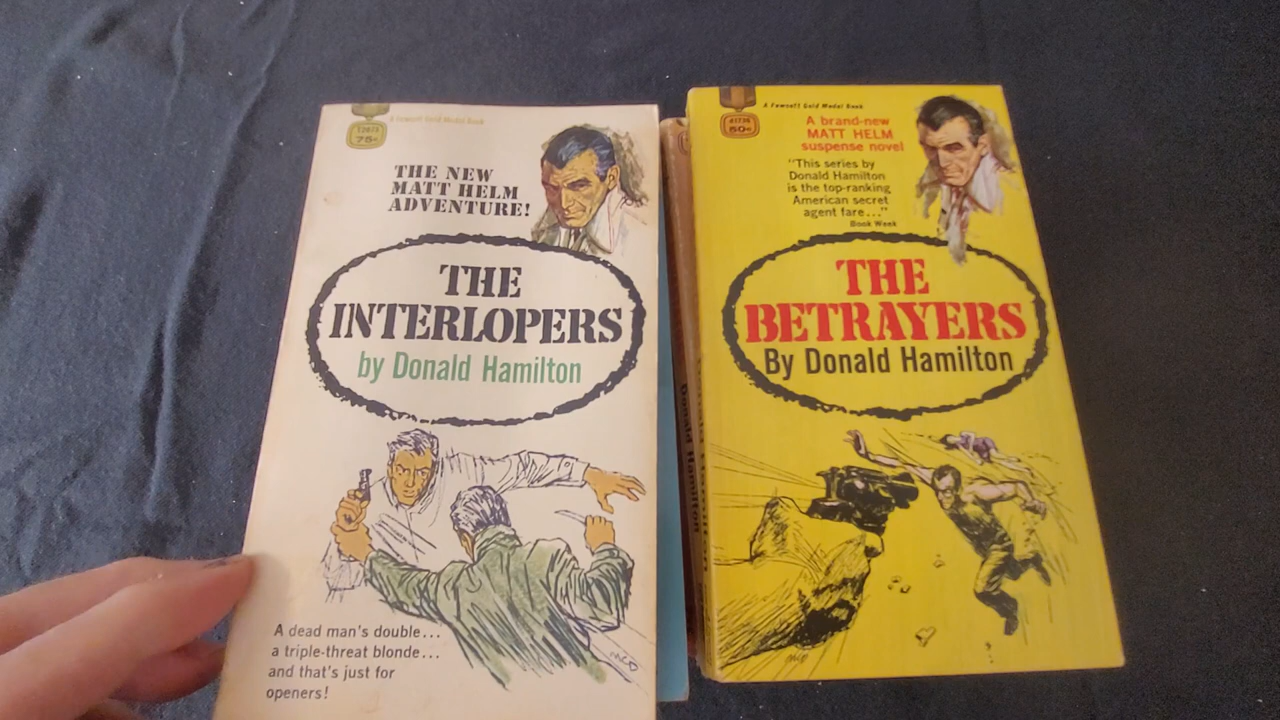 A Fawcett Gold Medal Book
T2073
75¢
THE NEW
MATT HELM
ADVENTURE!
THE
INTERLOPERS
by Donald Hamilton
A dead man's double...
a triple-threat blonde...
and that's just for
openers!
MCG
Donald Hamilton
A Fawcett Gold Medal Book
d1736
50¢
A brand-new
MATT HELM
suspense novel
"This series by
Donald Hamilton
is the top-ranking
American secret
agent fare..."
Book Week
THE
BETRAYERS
By Donald Hamilton
MCG